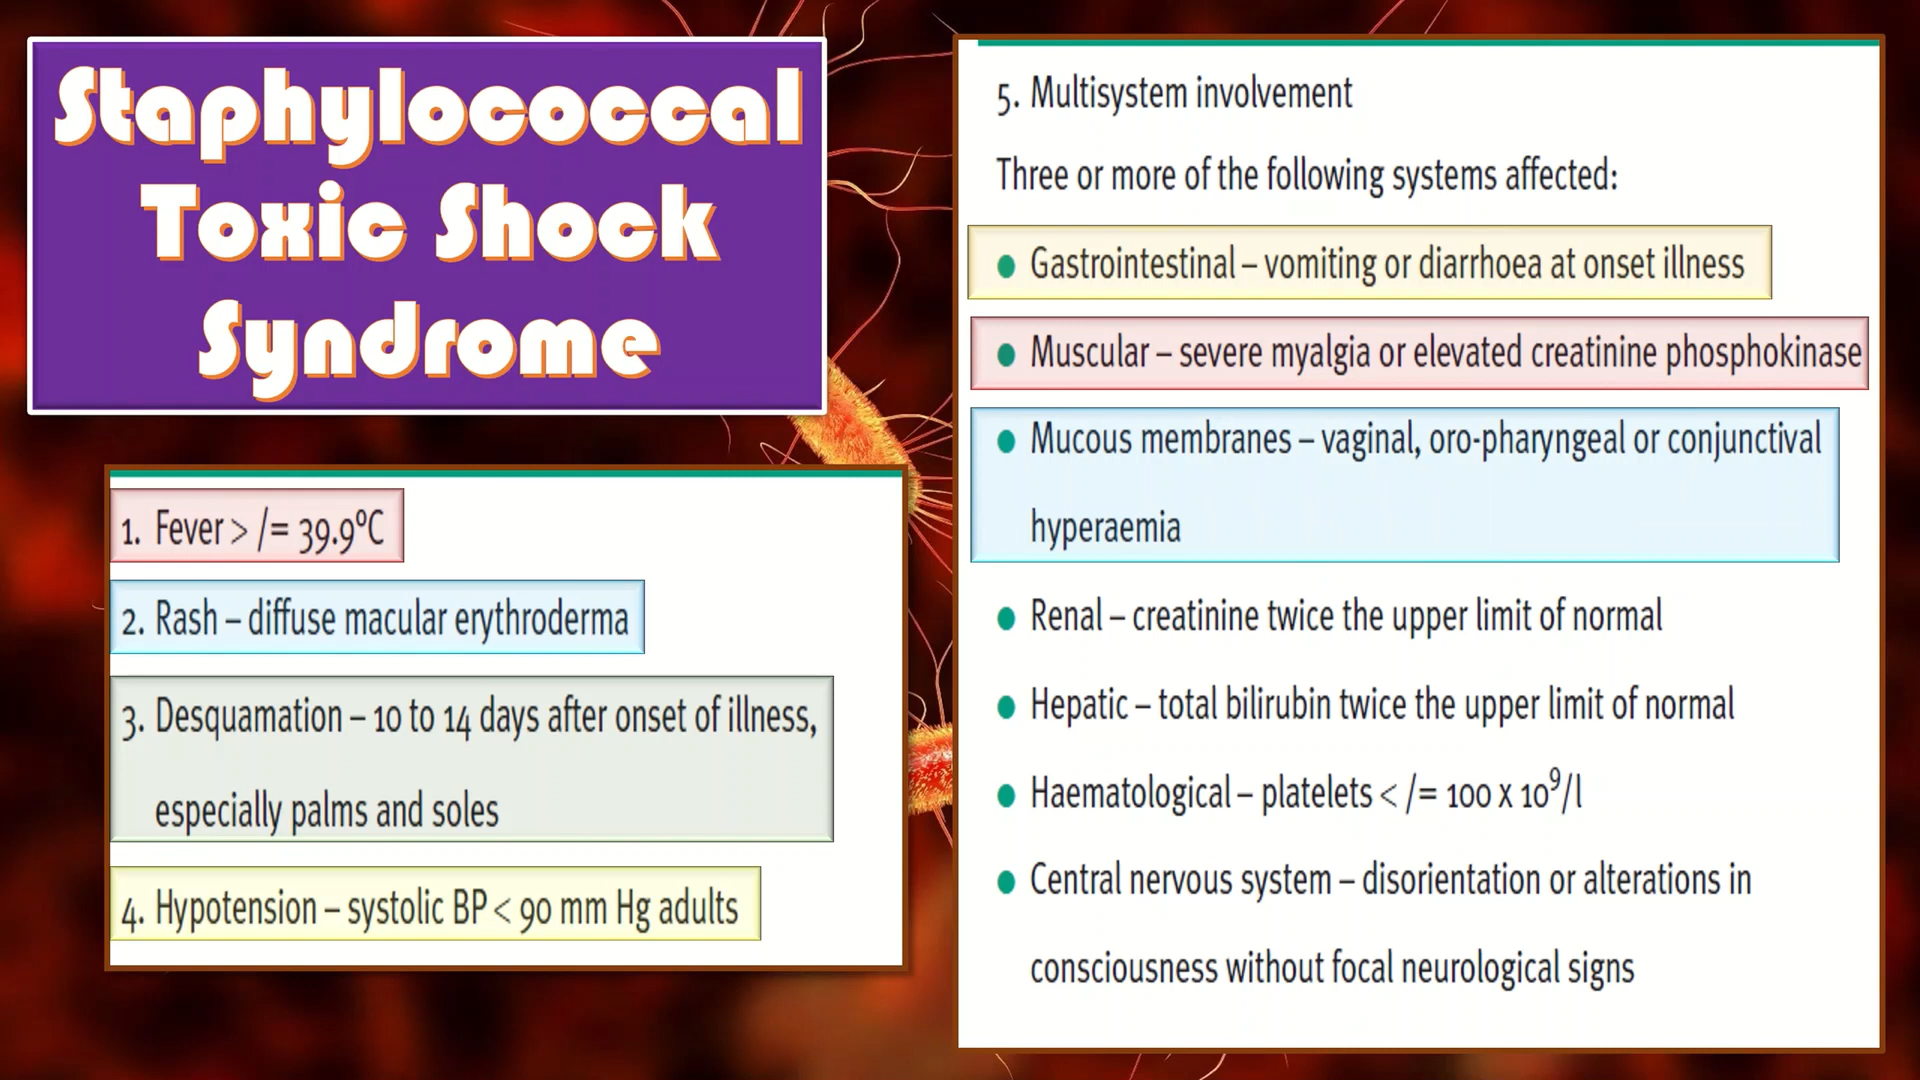 Staphylococcal
Toxic Shock
Syndrome
1. Fever > /= 39.9°C
2. Rash – diffuse macular erythroderma
3. Desquamation – 10 to 14 days after onset of illness,
especially palms and soles
4. Hypotension – systolic BP < 90 mm Hg adults
5. Multisystem involvement
Three or more of the following systems affected:
● Gastrointestinal – vomiting or diarrhoea at onset illness
● Muscular – severe myalgia or elevated creatinine phosphokinase
● Mucous membranes – vaginal, oro-pharyngeal or conjunctival
hyperaemia
● Renal – creatinine twice the upper limit of normal
● Hepatic – total bilirubin twice the upper limit of normal
● Haematological – platelets < /= 100 x 10⁹/l
● Central nervous system – disorientation or alterations in
consciousness without focal neurological signs